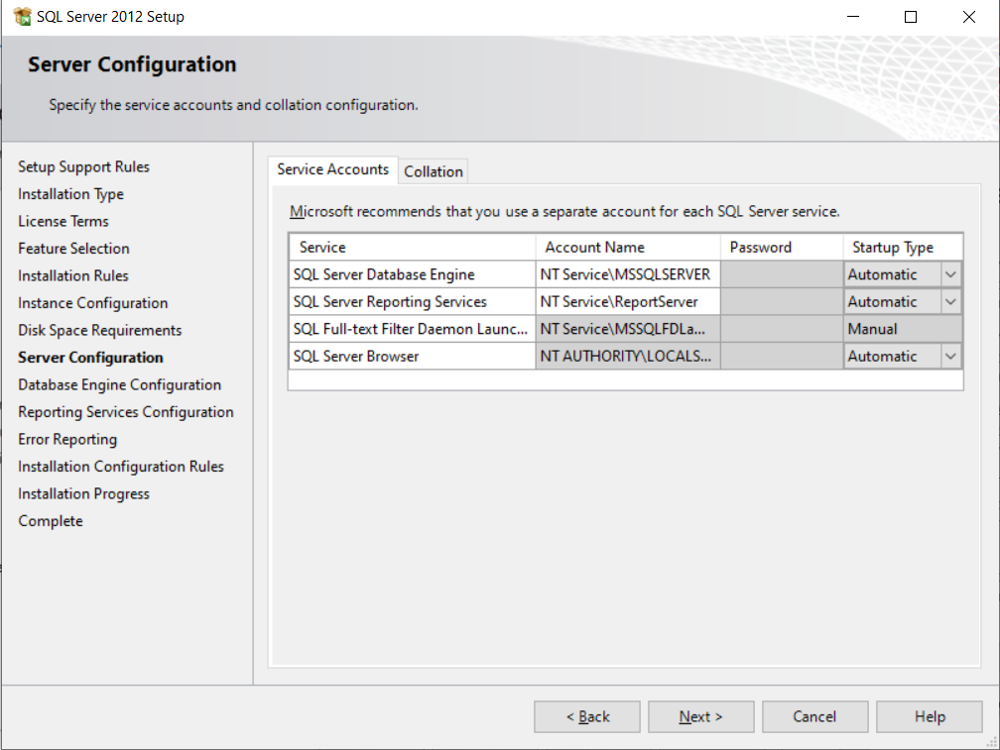 SQL Server 2012 Setup
Server Configuration
Specify the service accounts and collation configuration.
Setup Support Rules
Installation Type
License Terms
Feature Selection
Installation Rules
Instance Configuration
Disk Space Requirements
Server Configuration
Database Engine Configuration
Reporting Services Configuration
Error Reporting
Installation Configuration Rules
Installation Progress
Complete
Service Accounts Collation
Microsoft recommends that you use a separate account for each SQL Server service.
Service Account Name Password Startup Type
SQL Server Database Engine NT Service\MSSQLSERVER Automatic
SQL Server Reporting Services NT Service\ReportServer Automatic
SQL Full-text Filter Daemon Launc... NT Service\MSSQLFDLa... Manual
SQL Server Browser NT AUTHORITY\LOCALS... Automatic
< Back Next > Cancel Help